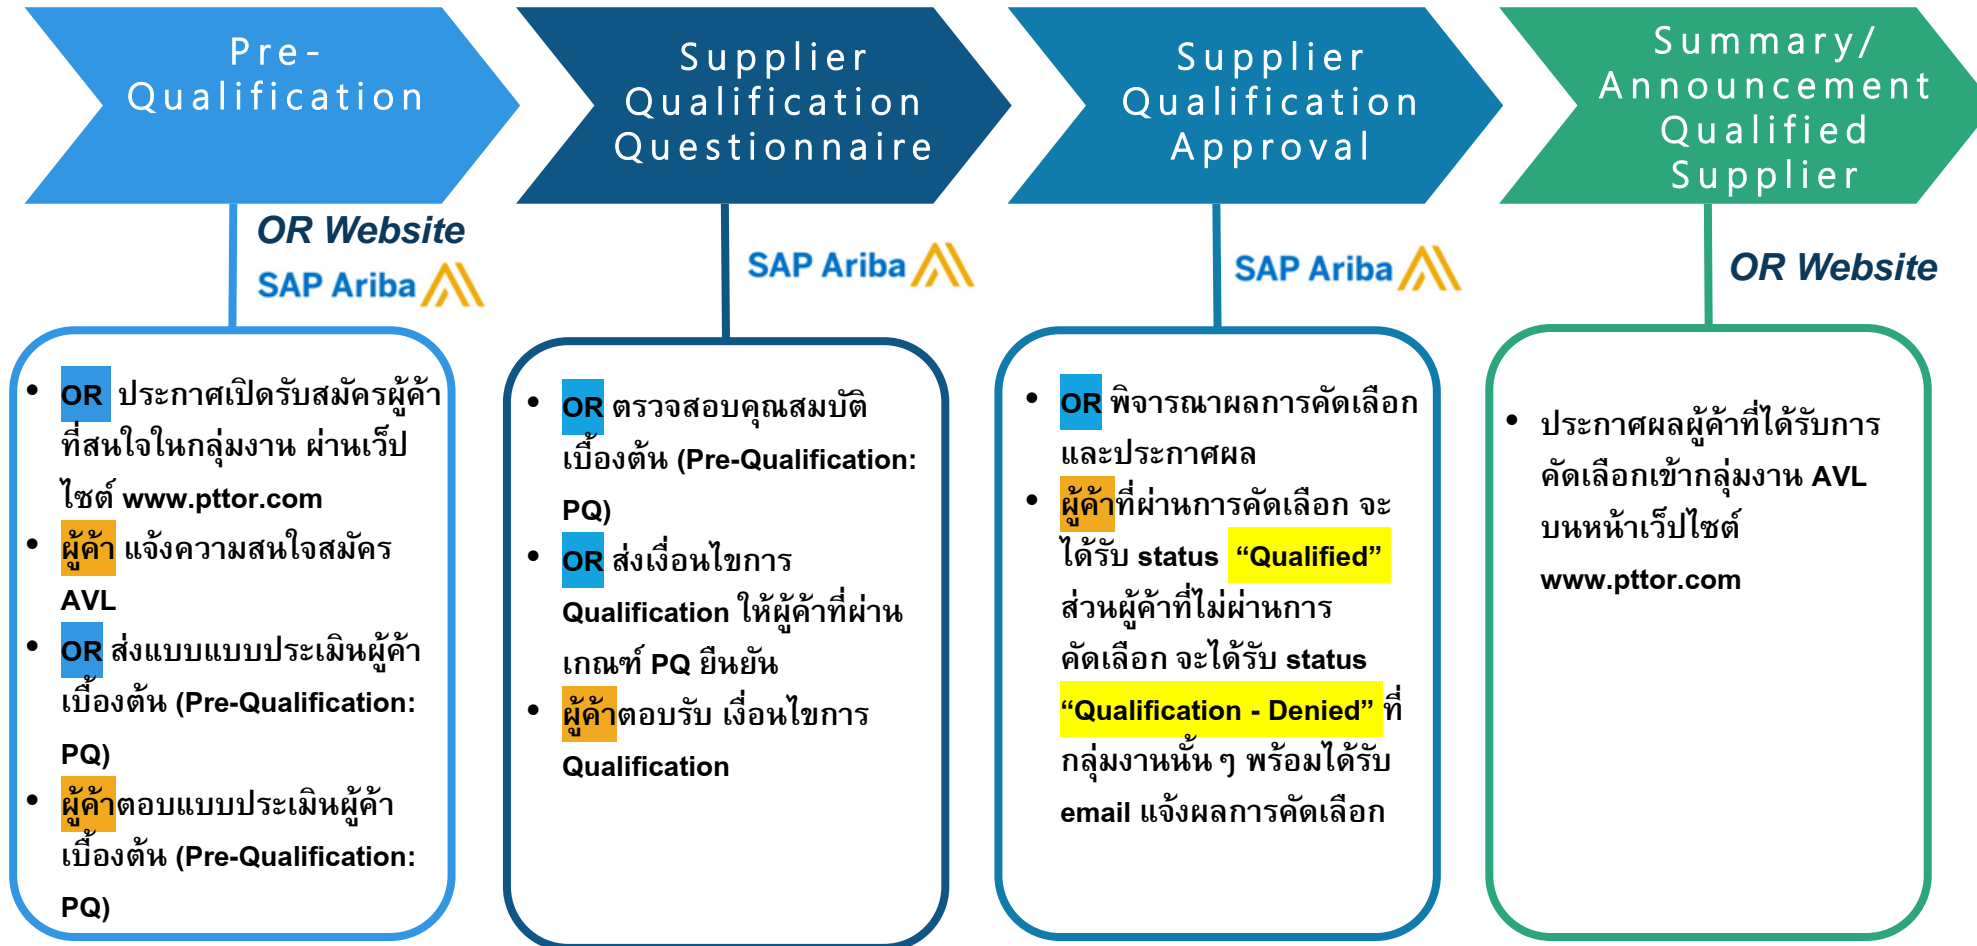 Pre-
Qualification
Supplier
Qualification
Questionnaire
Supplier
Qualification
Approval
Summary/
Announcement
Qualified
Supplier
OR Website
SAP Ariba
SAP Ariba
SAP Ariba
OR Website
• OR ประกาศเปิดรับสมัครผู้ค้า
ที่สนใจในกลุ่มงาน ผ่านเว็ป
ไซต์ www.pttor.com
• ผู้ค้า แจ้งความสนใจสมัคร
AVL
• OR ส่งแบบแบบประเมินผู้ค้า
เบื้องต้น (Pre-Qualification:
PQ)
• ผู้ค้าตอบแบบประเมินผู้ค้า
เบื้องต้น (Pre-Qualification:
PQ)
• OR ตรวจสอบคุณสมบัติ
เบื้องต้น (Pre-Qualification:
PQ)
• OR ส่งเงื่อนไขการ
Qualification ให้ผู้ค้าที่ผ่าน
เกณฑ์ PQ ยืนยัน
• ผู้ค้าตอบรับ เงื่อนไขการ
Qualification
• OR พิจารณาผลการคัดเลือก
และประกาศผล
• ผู้ค้าที่ผ่านการคัดเลือก จะ
ได้รับ status “Qualified”
ส่วนผู้ค้าที่ไม่ผ่านการ
คัดเลือก จะได้รับ status
“Qualification - Denied” ที่
กลุ่มงานนั้น ๆ พร้อมได้รับ
email แจ้งผลการคัดเลือก
• ประกาศผลผู้ค้าที่ได้รับการ
คัดเลือกเข้ากลุ่มงาน AVL
บนหน้าเว็ปไซต์
www.pttor.com